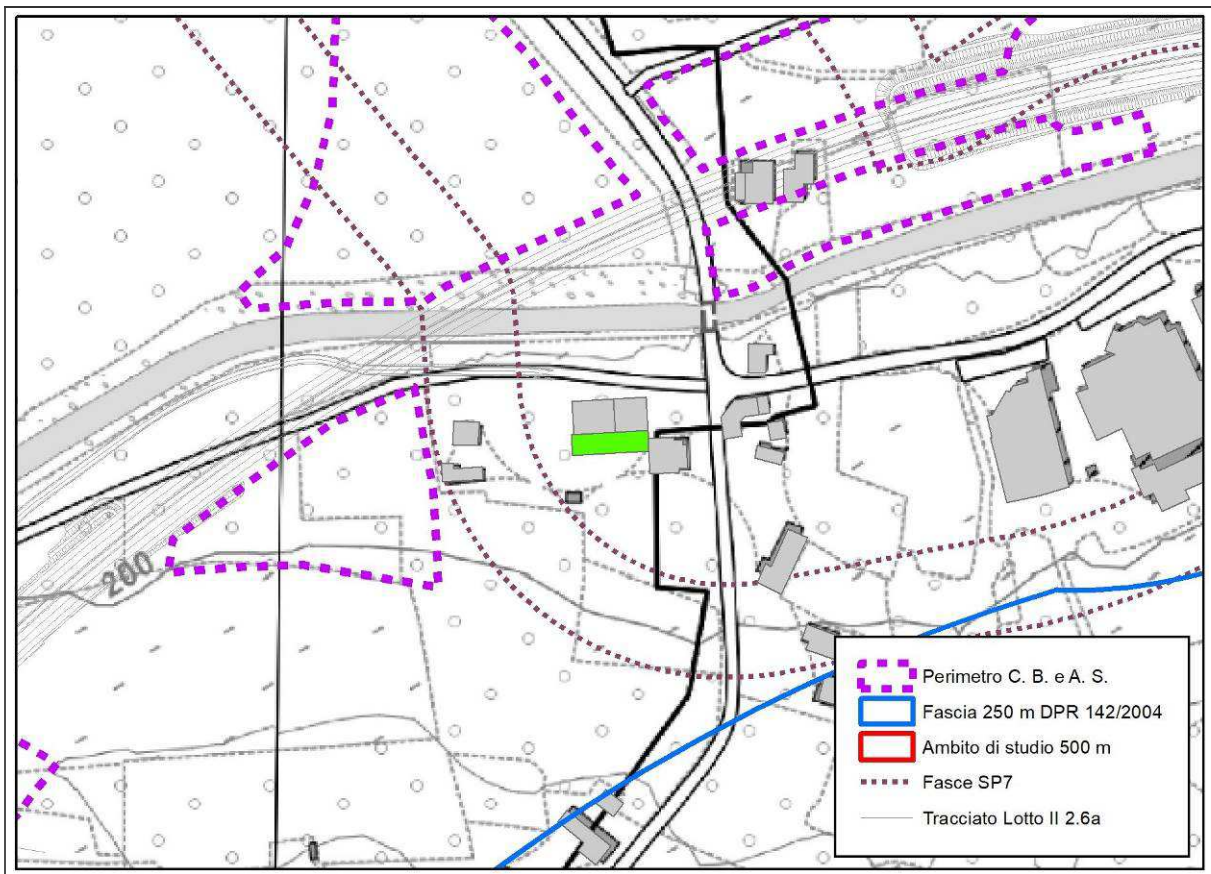 200
Perimetro C. B. e A. S.
Fascia 250 m DPR 142/2004
Ambito di studio 500 m
Fasce SP7
Tracciato Lotto II 2.6a